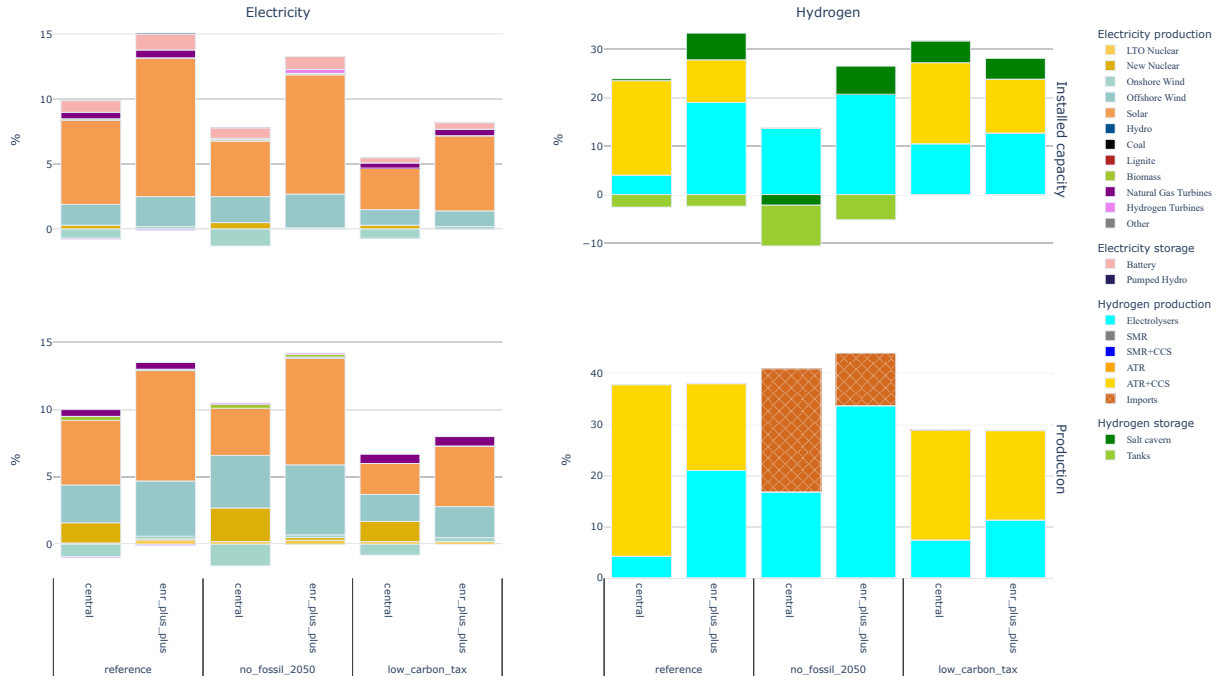 Electricity
Hydrogen
15
10
5
0
%
30
20
10
0
−10
%
Installed capacity
15
10
5
0
%
40
30
20
10
0
%
Production
central
enr_plus_plus
central
enr_plus_plus
central
enr_plus_plus
reference
no_fossil_2050
low_carbon_tax
central
enr_plus_plus
central
enr_plus_plus
central
enr_plus_plus
reference
no_fossil_2050
low_carbon_tax
Electricity production
LTO Nuclear
New Nuclear
Onshore Wind
Offshore Wind
Solar
Hydro
Coal
Lignite
Biomass
Natural Gas Turbines
Hydrogen Turbines
Other
Electricity storage
Battery
Pumped Hydro
Hydrogen production
Electrolysers
SMR
SMR+CCS
ATR
ATR+CCS
Imports
Hydrogen storage
Salt cavern
Tanks